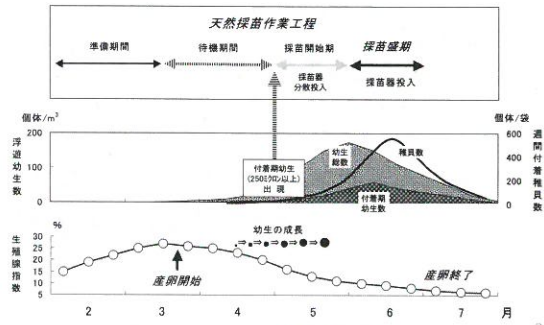 天然採苗作業工程
準備期間
待機期間
採苗開始期
採苗盛期
採苗器
分散投入
採苗器投入
個体/m³
個体/袋
浮遊幼生数
200
100
0
付着期幼生
(250ミクロン以上)
出現
幼生
総数
稚貝数
付着期
幼生数
600
400
200
0
週間付着稚貝数
%
生殖腺指数
30
25
20
15
10
5
幼生の成長
産卵開始
産卵終了
2 3 4 5 6 7 月